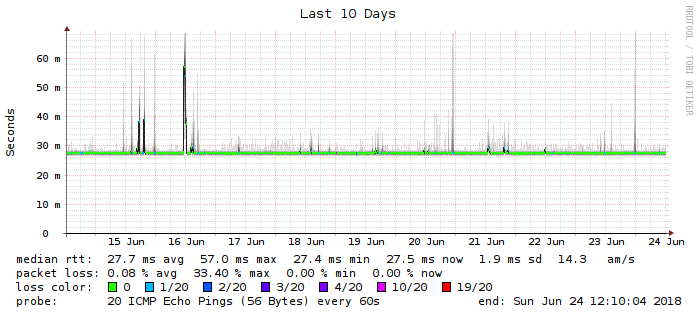 Last 10 Days
RRDTOOL / TOBI OETIKER
Seconds
60 m
50 m
40 m
30 m
20 m
10 m
0
15 Jun 16 Jun 17 Jun 18 Jun 19 Jun 20 Jun 21 Jun 22 Jun 23 Jun 24 Jun
median rtt: 27.7 ms avg 57.0 ms max 27.4 ms min 27.5 ms now 1.9 ms sd 14.3 am/s
packet loss: 0.08 % avg 33.40 % max 0.00 % min 0.00 % now
loss color: 0 1/20 2/20 3/20 4/20 10/20 19/20
probe: 20 ICMP Echo Pings (56 Bytes) every 60s end: Sun Jun 24 12:10:04 2018